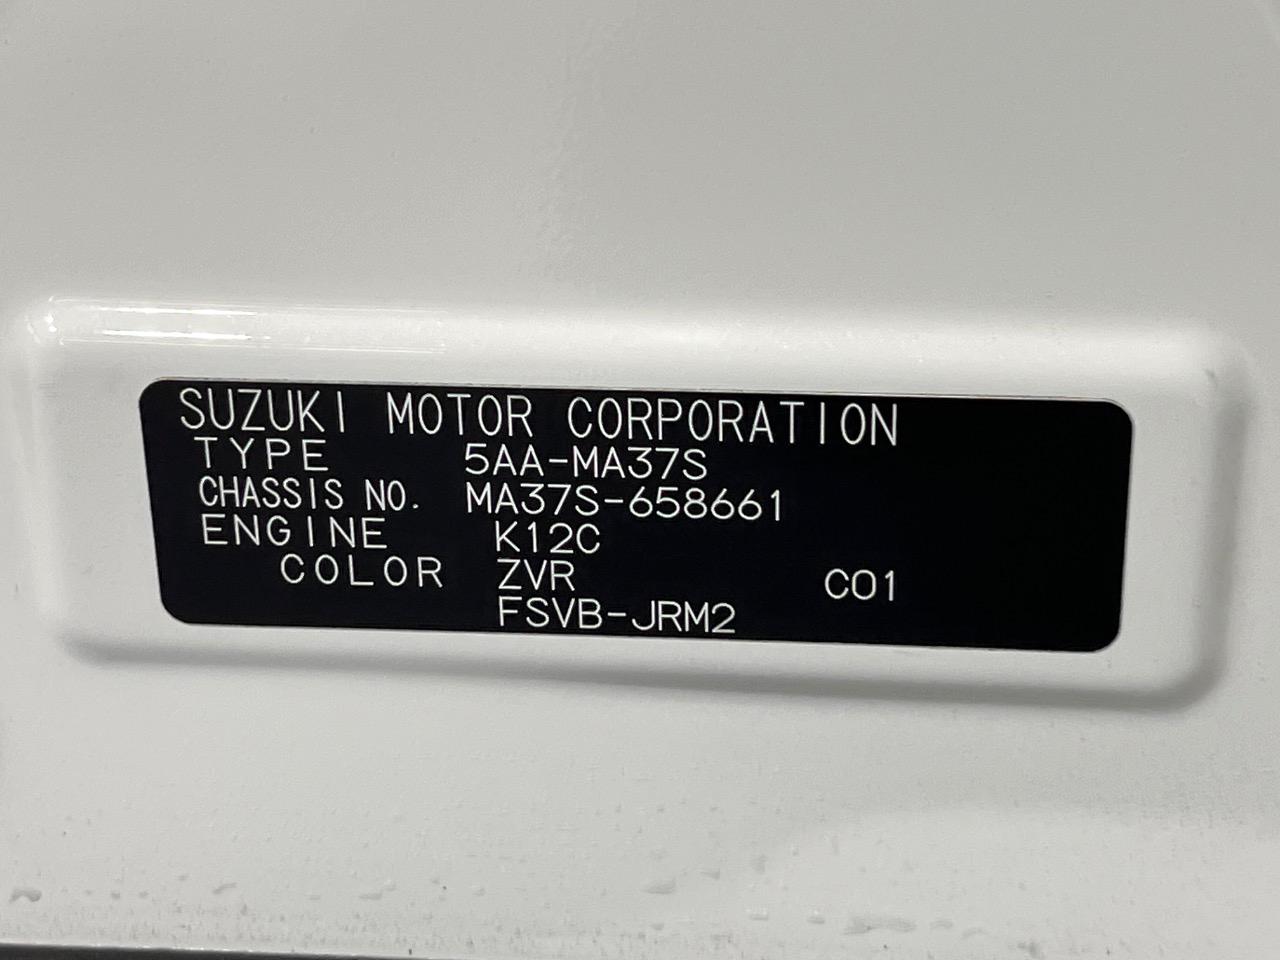 SUZUKI MOTOR CORPORATION
TYPE 5AA-MA37S
CHASSIS NO. MA37S-658661
ENGINE K12C
COLOR ZVR C01
FSVB-JRM2